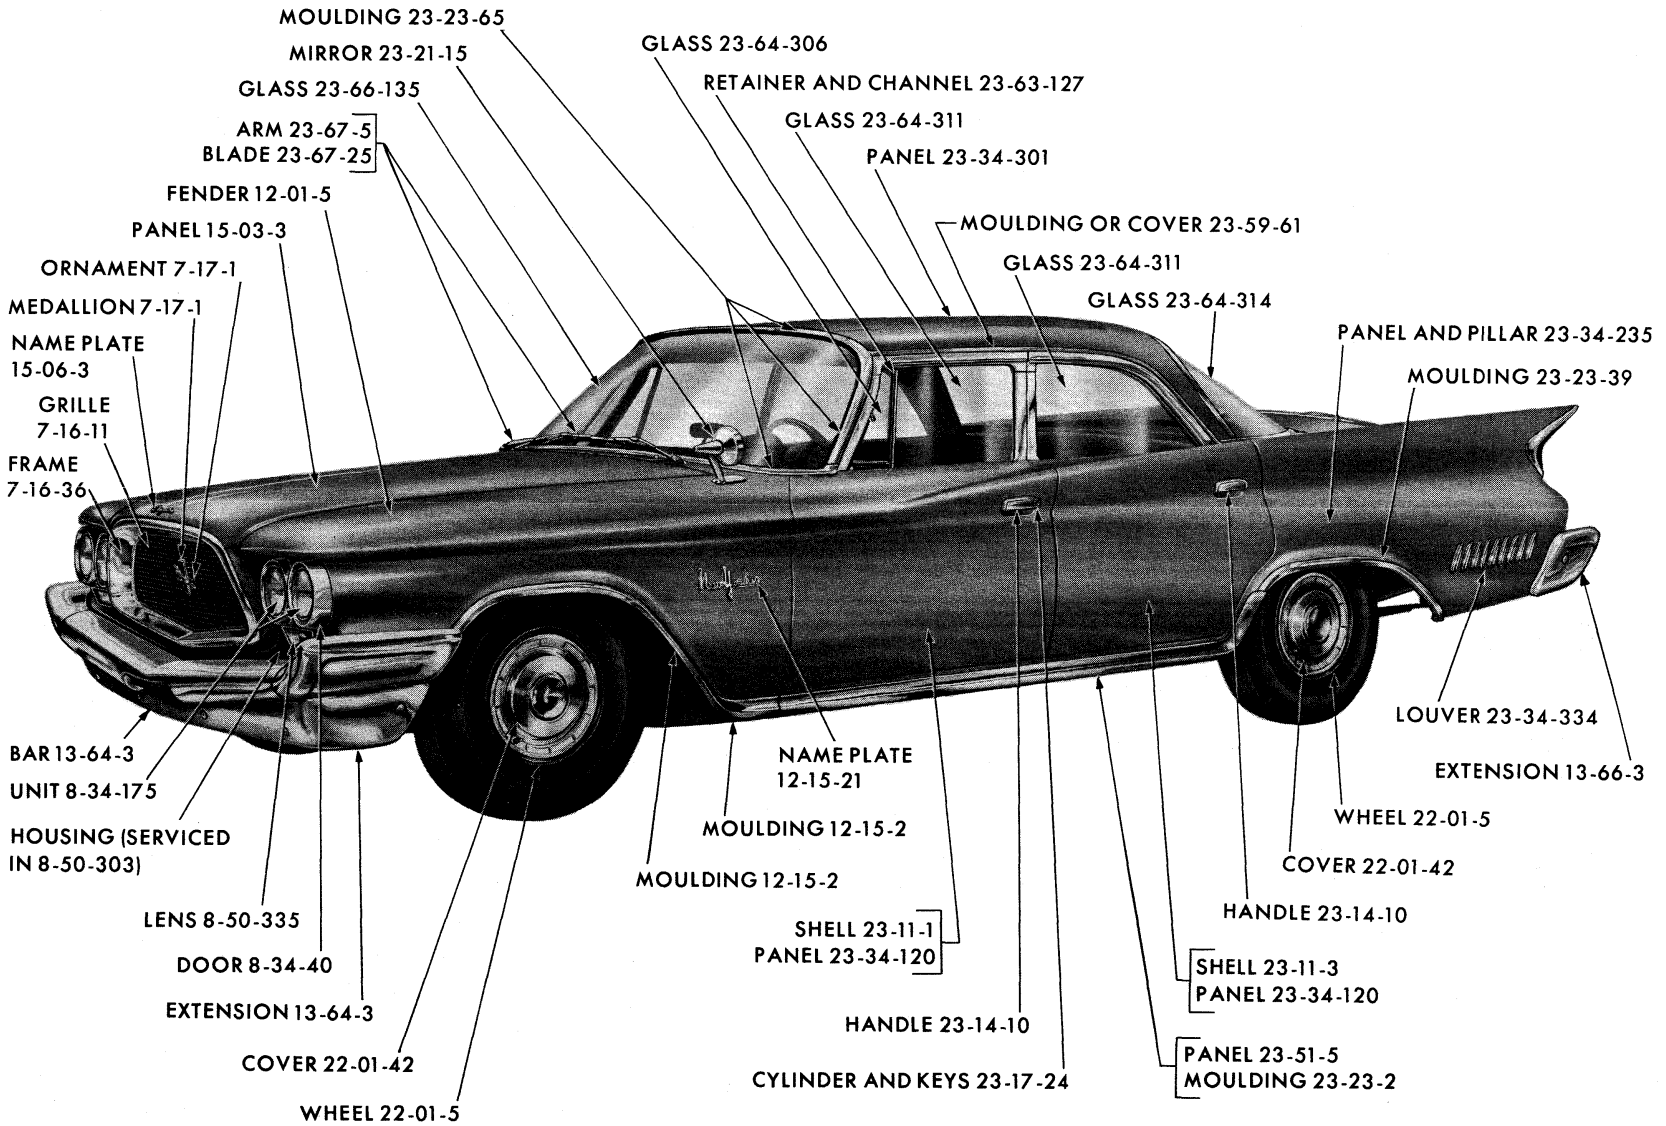 MOULDING 23-23-65
MIRROR 23-21-15
GLASS 23-66-135
ARM 23-67-5
BLADE 23-67-25
FENDER 12-01-5
PANEL 15-03-3
ORNAMENT 7-17-1
MEDALLION 7-17-1
NAME PLATE
15-06-3
GRILLE
7-16-11
FRAME
7-16-36
GLASS 23-64-306
RETAINER AND CHANNEL 23-63-127
GLASS 23-64-311
PANEL 23-34-301
MOULDING OR COVER 23-59-61
GLASS 23-64-311
GLASS 23-64-314
PANEL AND PILLAR 23-34-235
MOULDING 23-23-39
New Yorker
BAR 13-64-3
UNIT 8-34-175
HOUSING (SERVICED
IN 8-50-303)
LENS 8-50-335
DOOR 8-34-40
EXTENSION 13-64-3
COVER 22-01-42
WHEEL 22-01-5
NAME PLATE
12-15-21
MOULDING 12-15-2
MOULDING 12-15-2
SHELL 23-11-1
PANEL 23-34-120
HANDLE 23-14-10
CYLINDER AND KEYS 23-17-24
LOUVER 23-34-334
EXTENSION 13-66-3
WHEEL 22-01-5
COVER 22-01-42
HANDLE 23-14-10
SHELL 23-11-3
PANEL 23-34-120
PANEL 23-51-5
MOULDING 23-23-2